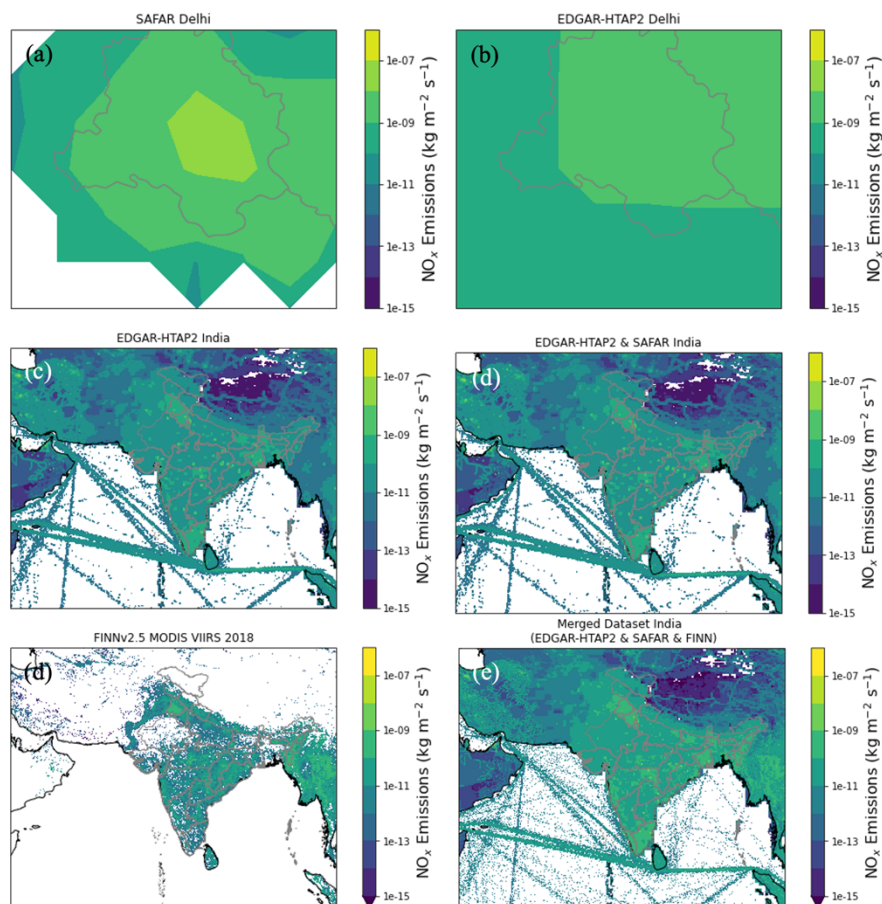 SAFAR Delhi
(a)
1e-07
1e-09
1e-11
1e-13
1e-15
NOx Emissions (kg m−2 s−1)
EDGAR-HTAP2 Delhi
(b)
1e-07
1e-09
1e-11
1e-13
1e-15
NOx Emissions (kg m−2 s−1)
EDGAR-HTAP2 India
(c)
1e-07
1e-09
1e-11
1e-13
1e-15
NOx Emissions (kg m−2 s−1)
EDGAR-HTAP2 & SAFAR India
(d)
1e-07
1e-09
1e-11
1e-13
1e-15
NOx Emissions (kg m−2 s−1)
FINNv2.5 MODIS VIIRS 2018
(d)
1e-07
1e-09
1e-11
1e-13
1e-15
NOx Emissions (kg m−2 s−1)
Merged Dataset India
(EDGAR-HTAP2 & SAFAR & FINN)
(e)
1e-07
1e-09
1e-11
1e-13
1e-15
NOx Emissions (kg m−2 s−1)